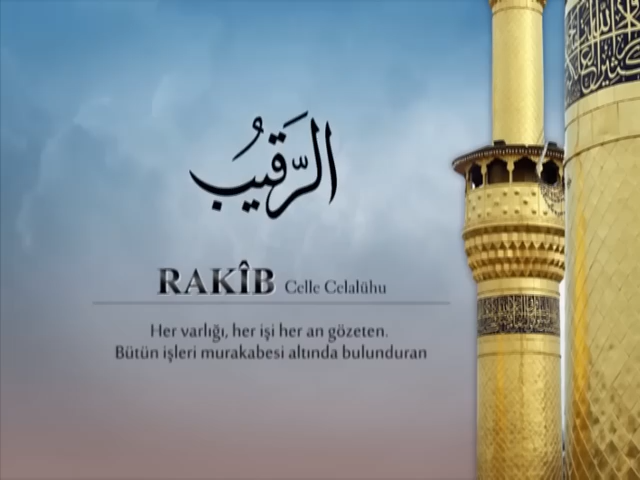 الرَّقِيبُ
RAKÎB Celle Celalühu
Her varlığı, her işi her an gözeten.
Bütün işleri murakabesi altında bulunduran